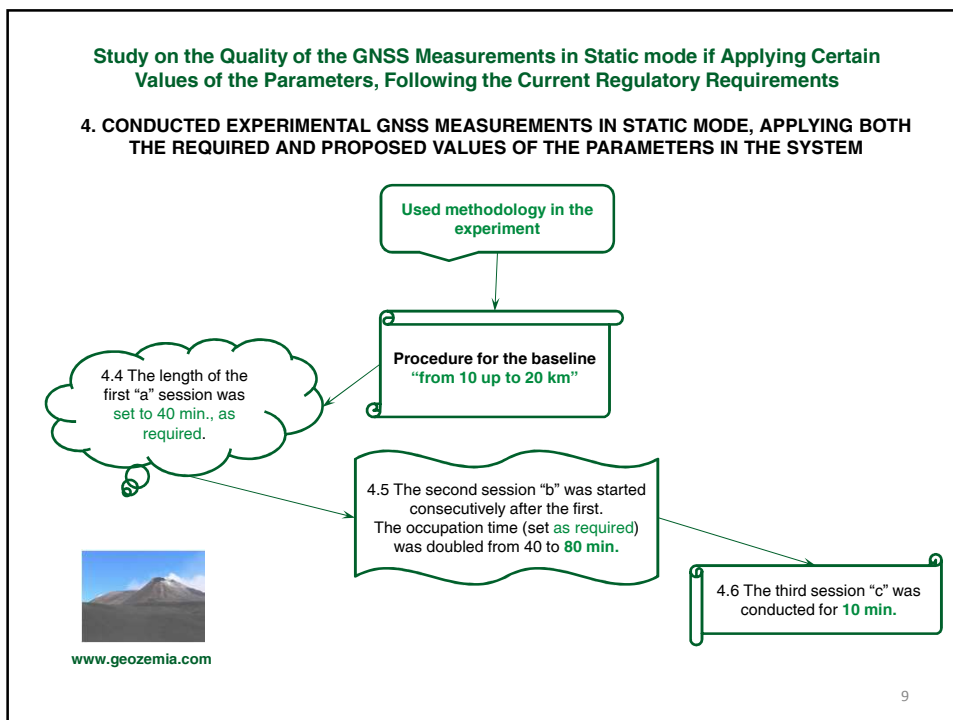 Study on the Quality of the GNSS Measurements in Static mode if Applying Certain
Values of the Parameters, Following the Current Regulatory Requirements
4. CONDUCTED EXPERIMENTAL GNSS MEASUREMENTS IN STATIC MODE, APPLYING BOTH
THE REQUIRED AND PROPOSED VALUES OF THE PARAMETERS IN THE SYSTEM
Used methodology in the
experiment
Procedure for the baseline
“from 10 up to 20 km”
4.4 The length of the
first “a” session was
set to 40 min., as
required.
4.5 The second session “b” was started
consecutively after the first.
The occupation time (set as required)
was doubled from 40 to 80 min.
4.6 The third session “c” was
conducted for 10 min.
www.geozemia.com
9